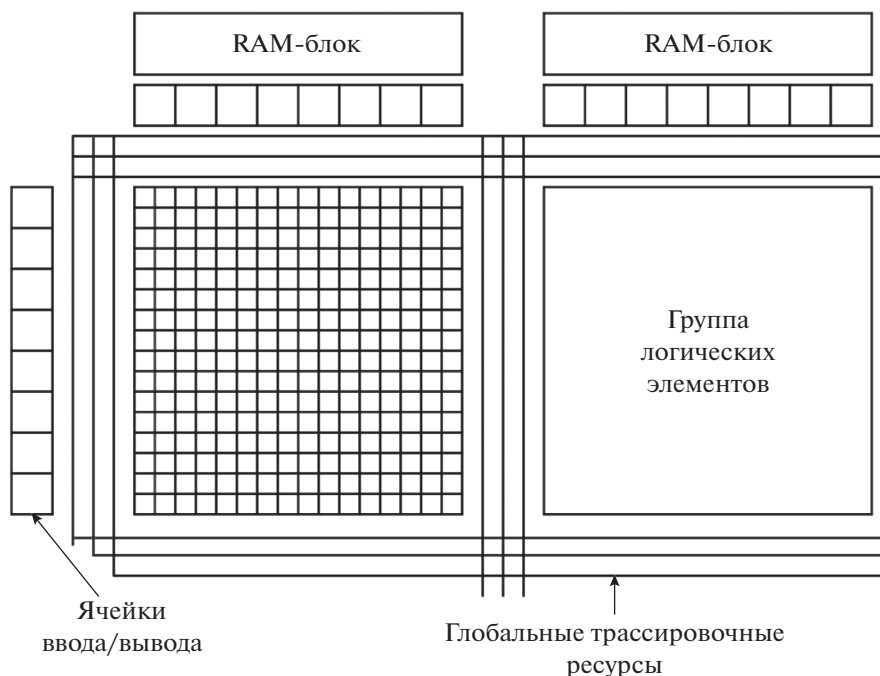 RAM-блок
RAM-блок
Группа
логических
элементов
Ячейки
ввода/вывода
Глобальные трассировочные
ресурсы